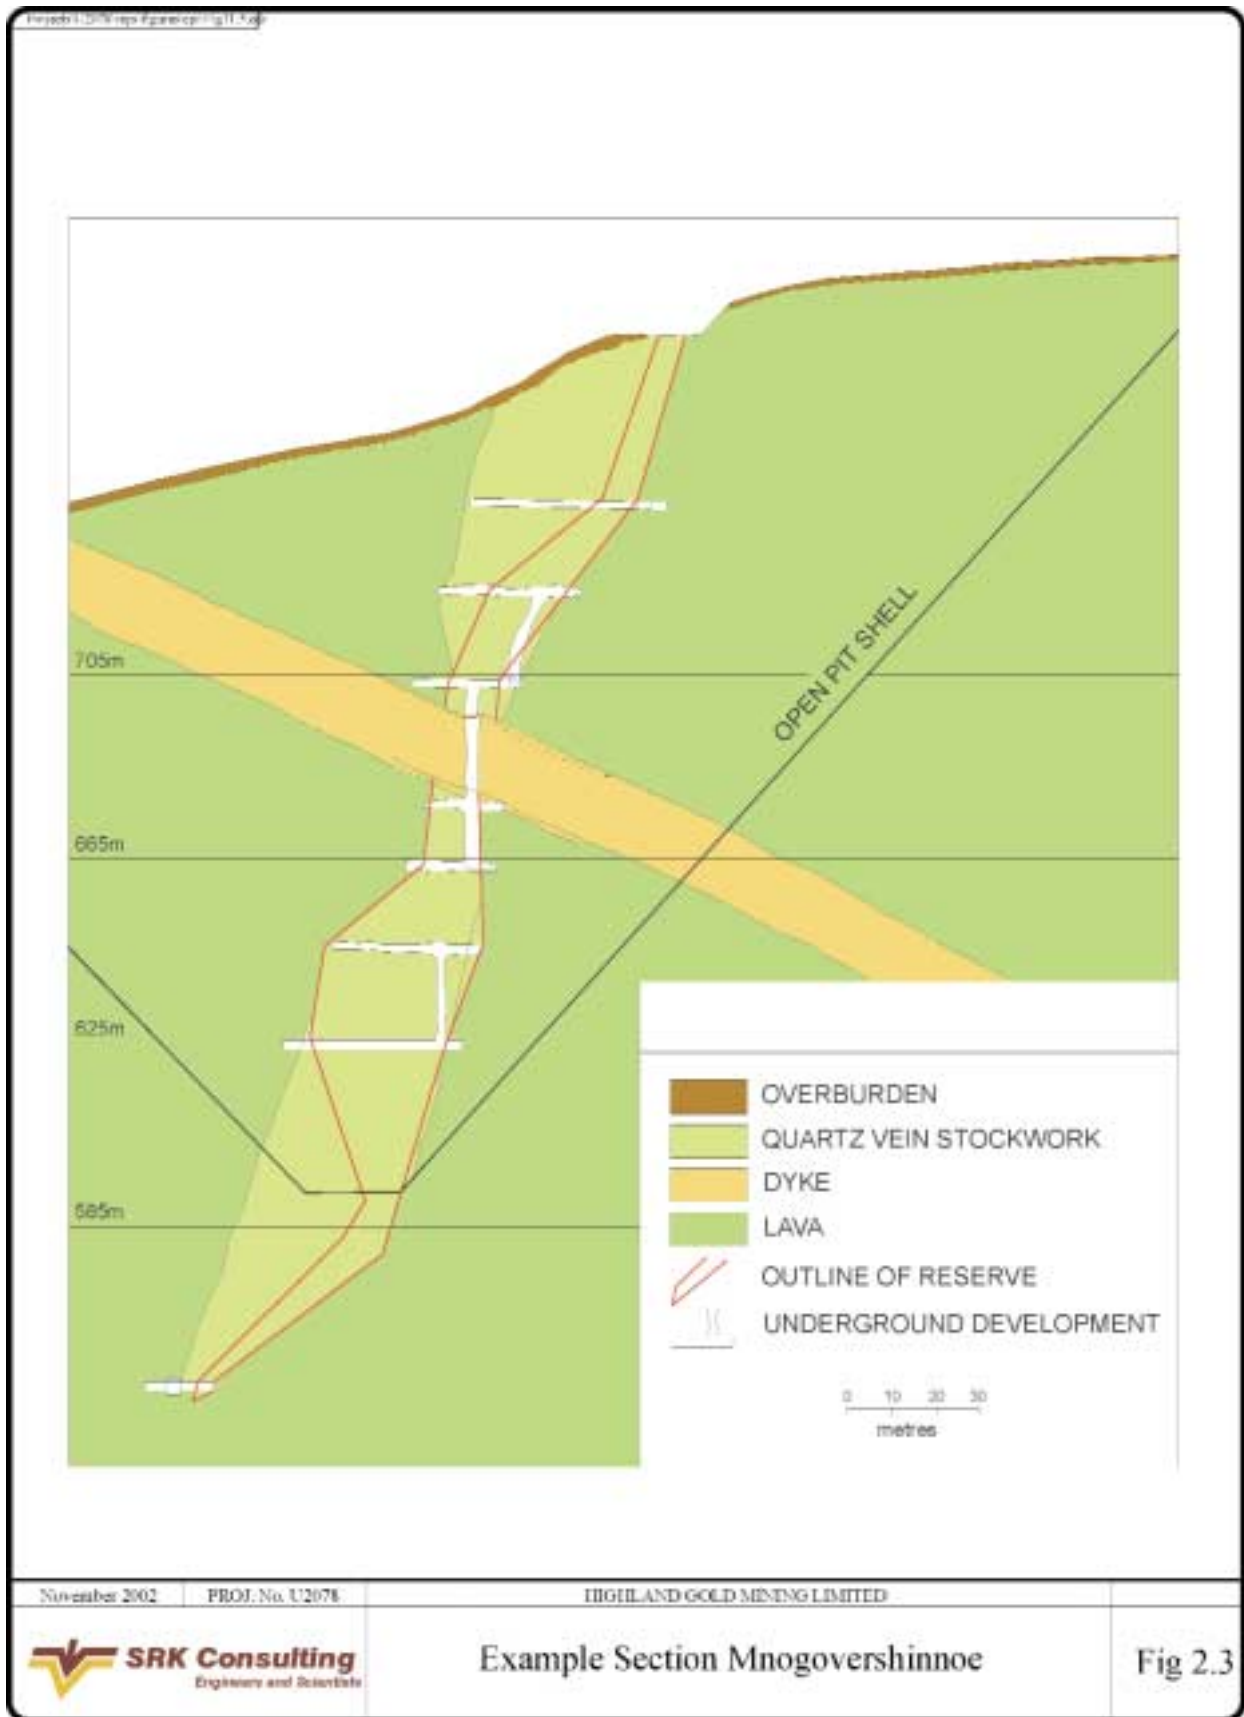 705m
OPEN PIT SHELL
665m
625m
585m
OVERBURDEN
QUARTZ VEIN STOCKWORK
DYKE
LAVA
OUTLINE OF RESERVE
UNDERGROUND DEVELOPMENT
0 10 20 30
metres
November 2002
PROJ. No. U2078
HIGHLAND GOLD MINING LIMITED
SRK Consulting
Engineers and Scientists
Example Section Mnogovershinnoe
Fig 2.3